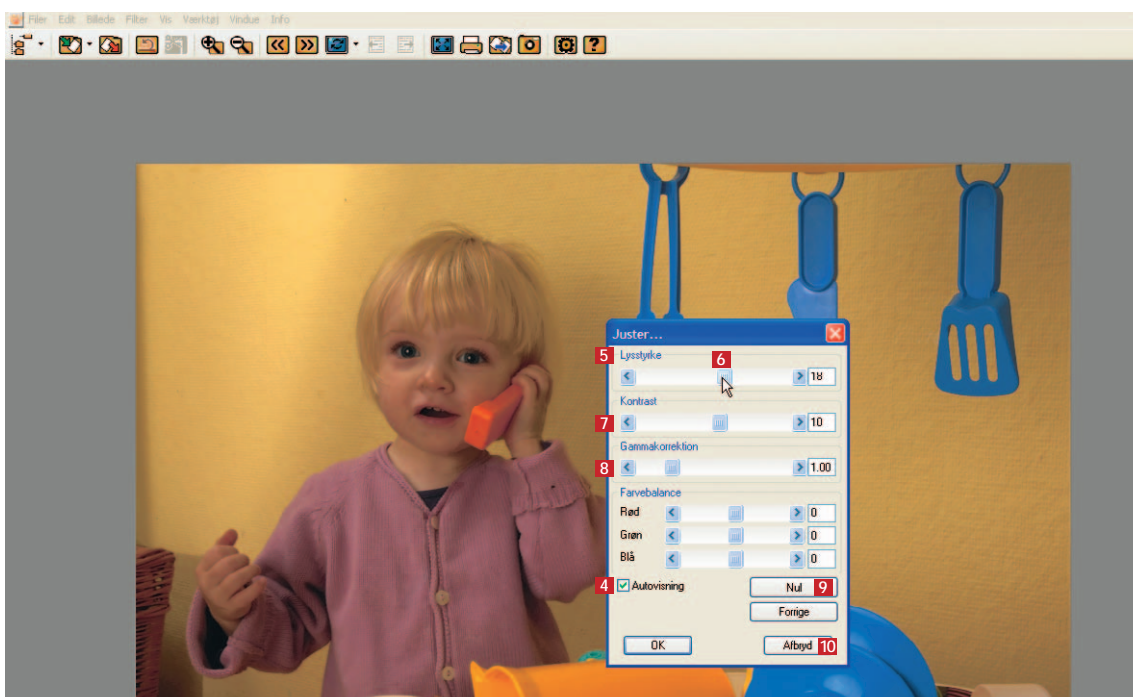 Filer Edit Billede Filter Vis Værktøj Vindue Info
Juster...
5 Lysstyrke 6
18
Kontrast
7 10
Gammakorrektion
8 1.00
Farvebalance
Rød 0
Grøn 0
Blå 0
4 Autovisning Nul 9
Forrige
OK Afbryd 10